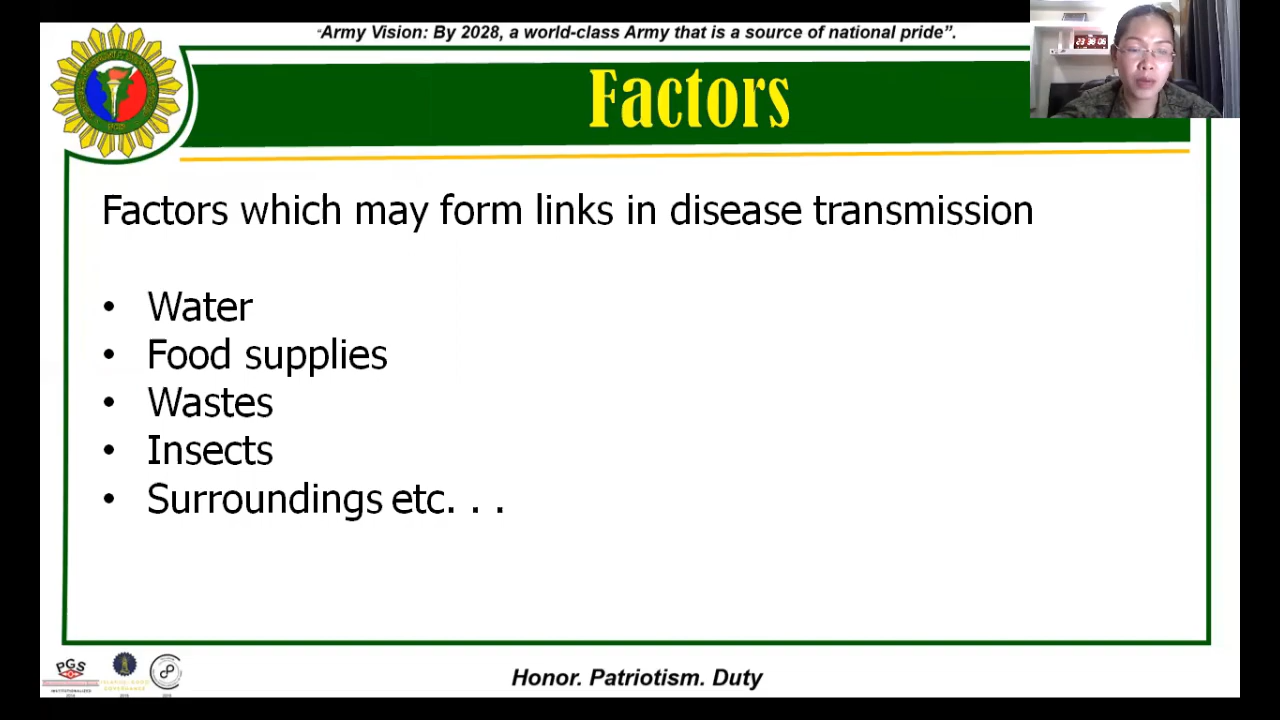 “Army Vision: By 2028, a world-class Army that is a source of national pride”.
Factors
Factors which may form links in disease transmission
• Water
• Food supplies
• Wastes
• Insects
• Surroundings etc. . .
PGS
Honor. Patriotism. Duty